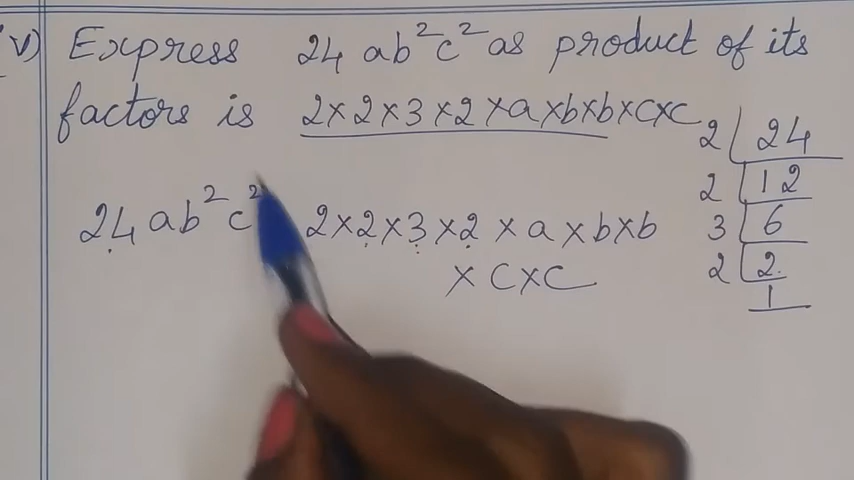 v) Express 24 ab²c² as product of its
factors is 2×2×3×2×a×b×b×c×c
24 ab²c² 2×2×3×2×a×b×b
×c×c
2 | 24
2 | 12
3 | 6
2 | 2
1